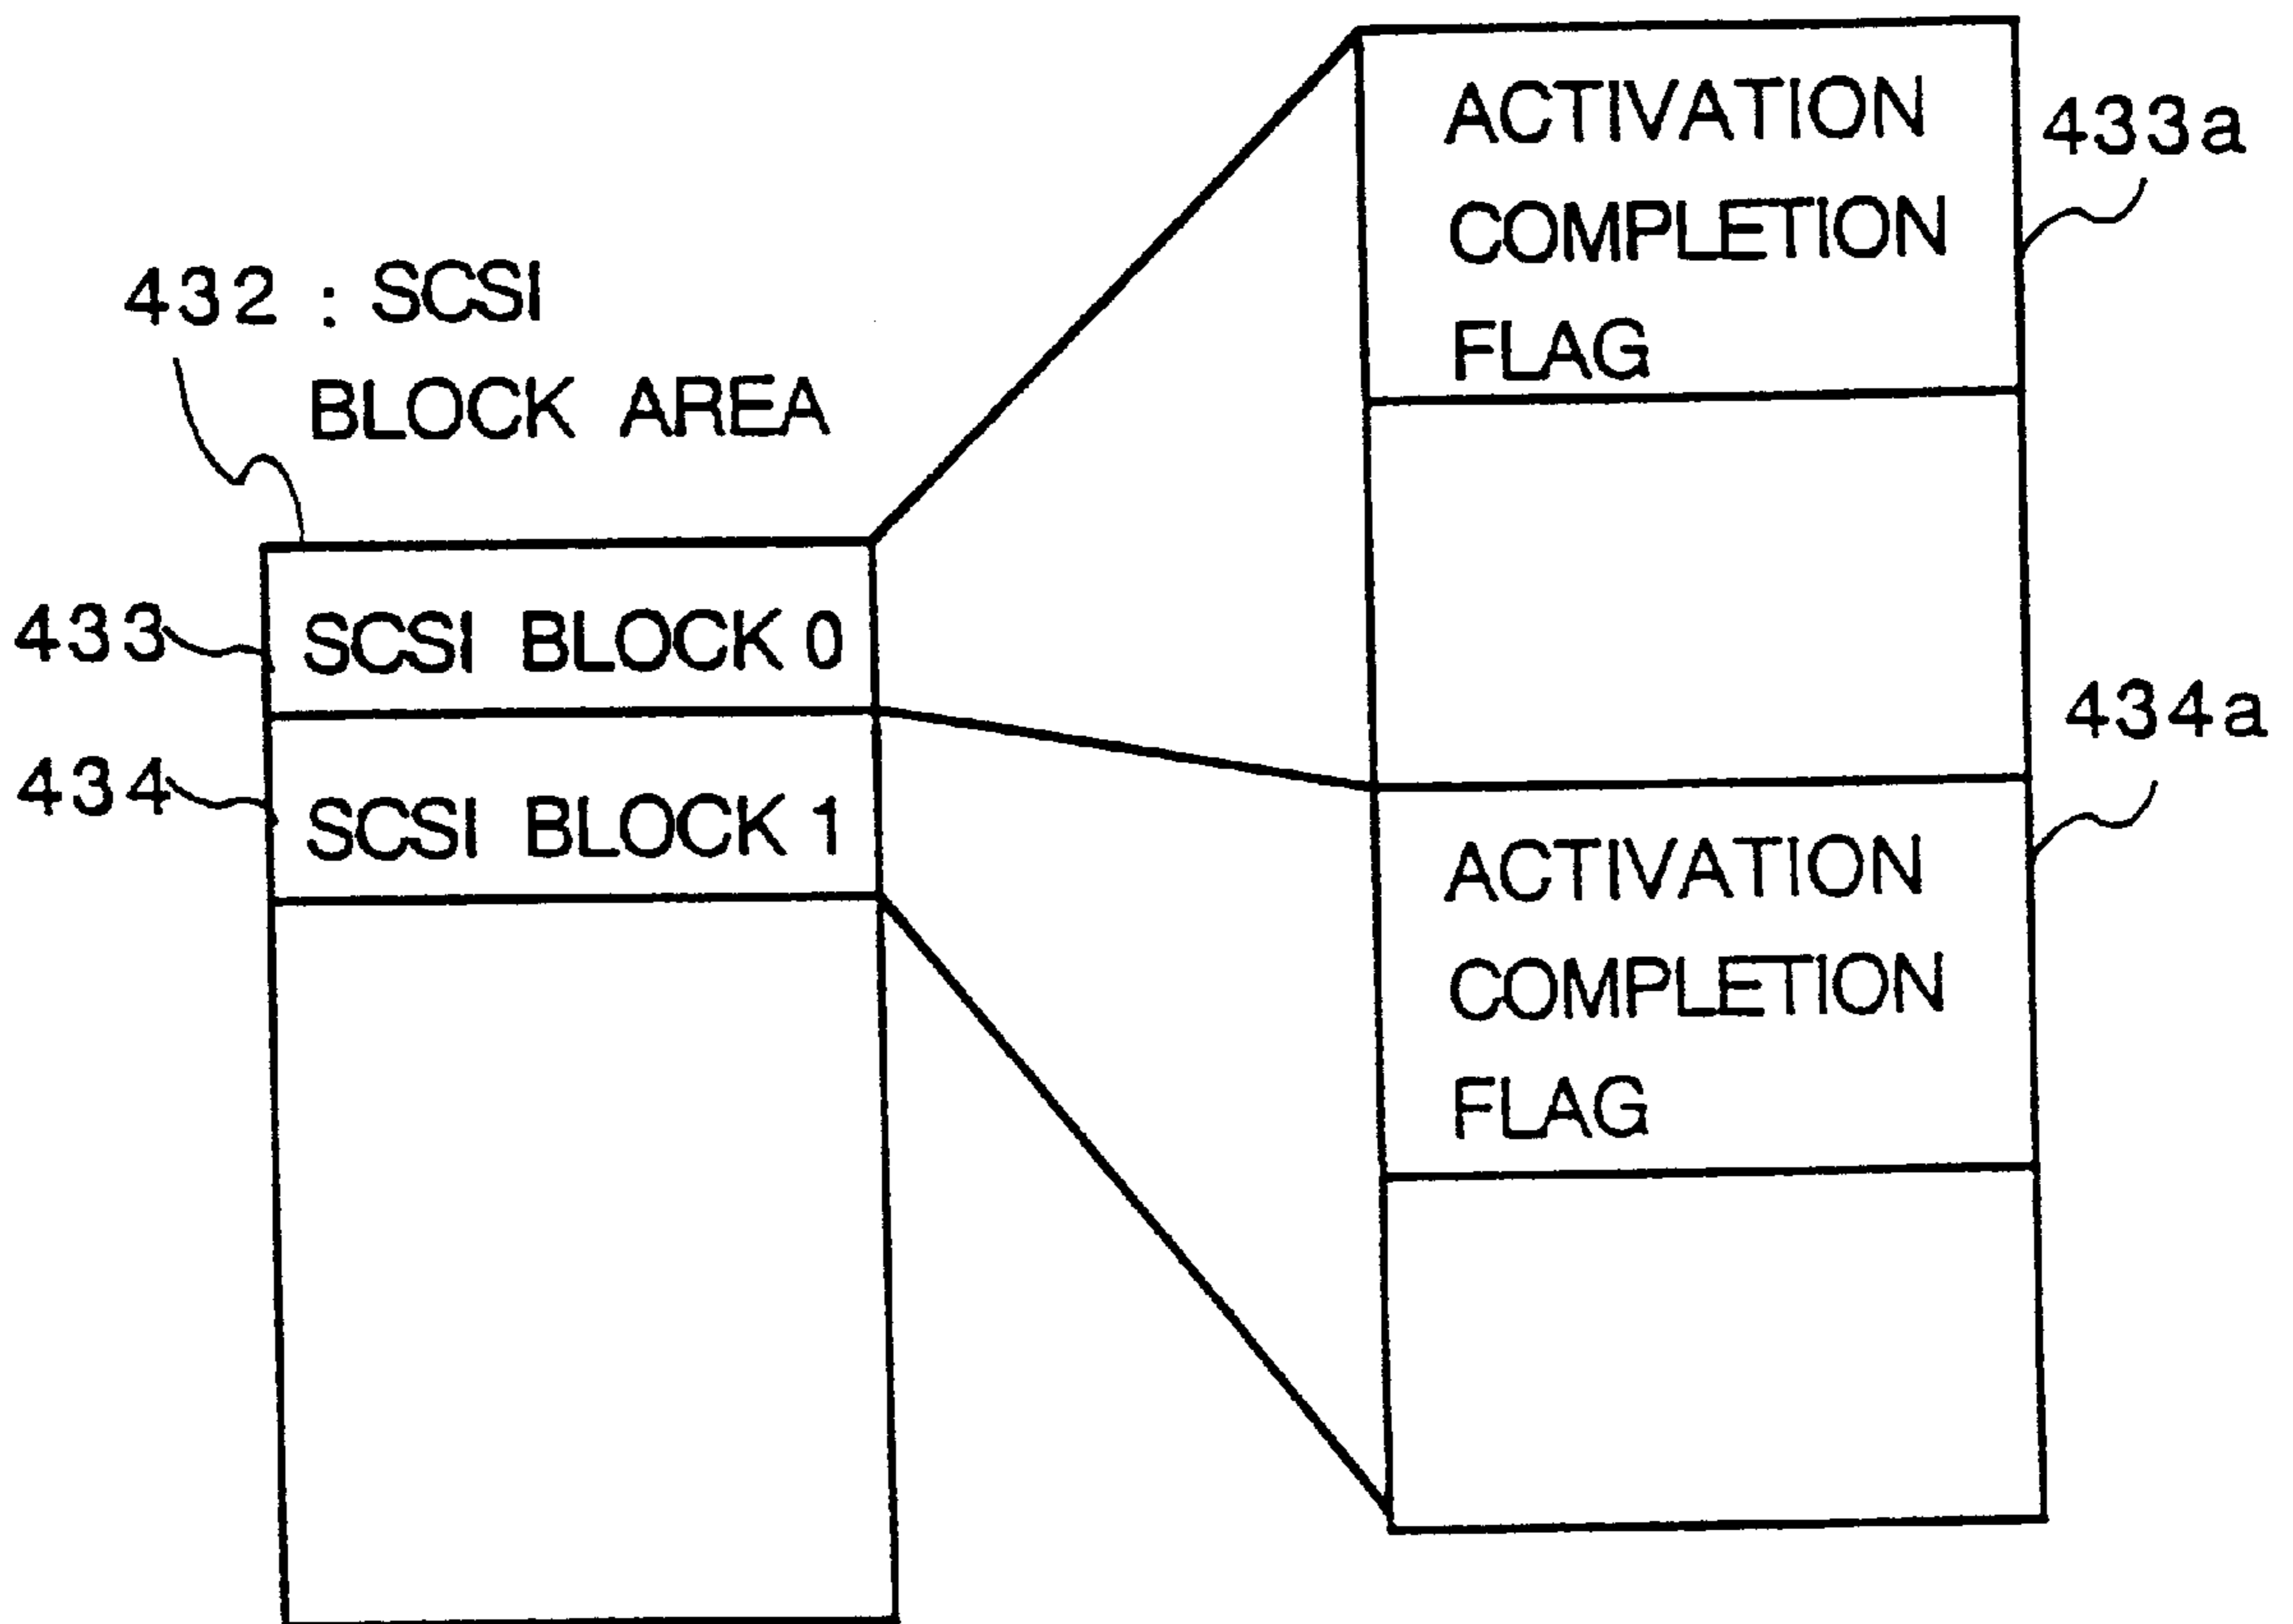 432 : SCSI
BLOCK AREA
433
SCSI BLOCK 0
434
SCSI BLOCK 1
ACTIVATION
COMPLETION
FLAG
433a
434a
ACTIVATION
COMPLETION
FLAG